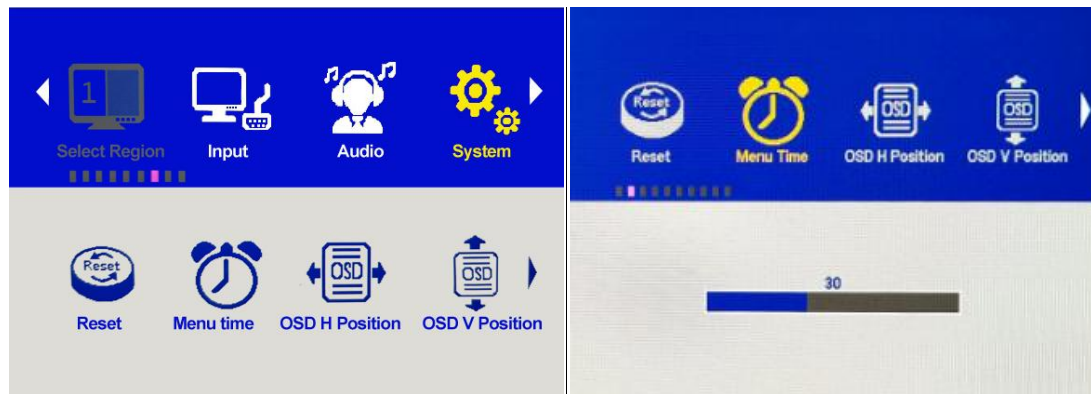 1
Select Region
Input
Audio
System
Reset
OSD
OSD
Reset
Menu time
OSD H Position
OSD V Position
Reset
OSD
OSD
Reset
Menu Time
OSD H Position
OSD V Position
30